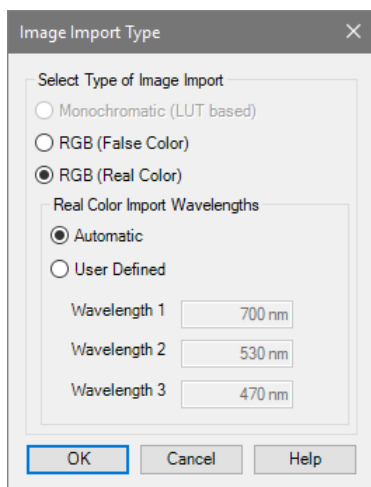 Image Import Type
Select Type of Image Import
Monochromatic (LUT based)
RGB (False Color)
RGB (Real Color)
Real Color Import Wavelengths
Automatic
User Defined
Wavelength 1 700 nm
Wavelength 2 530 nm
Wavelength 3 470 nm
OK Cancel Help